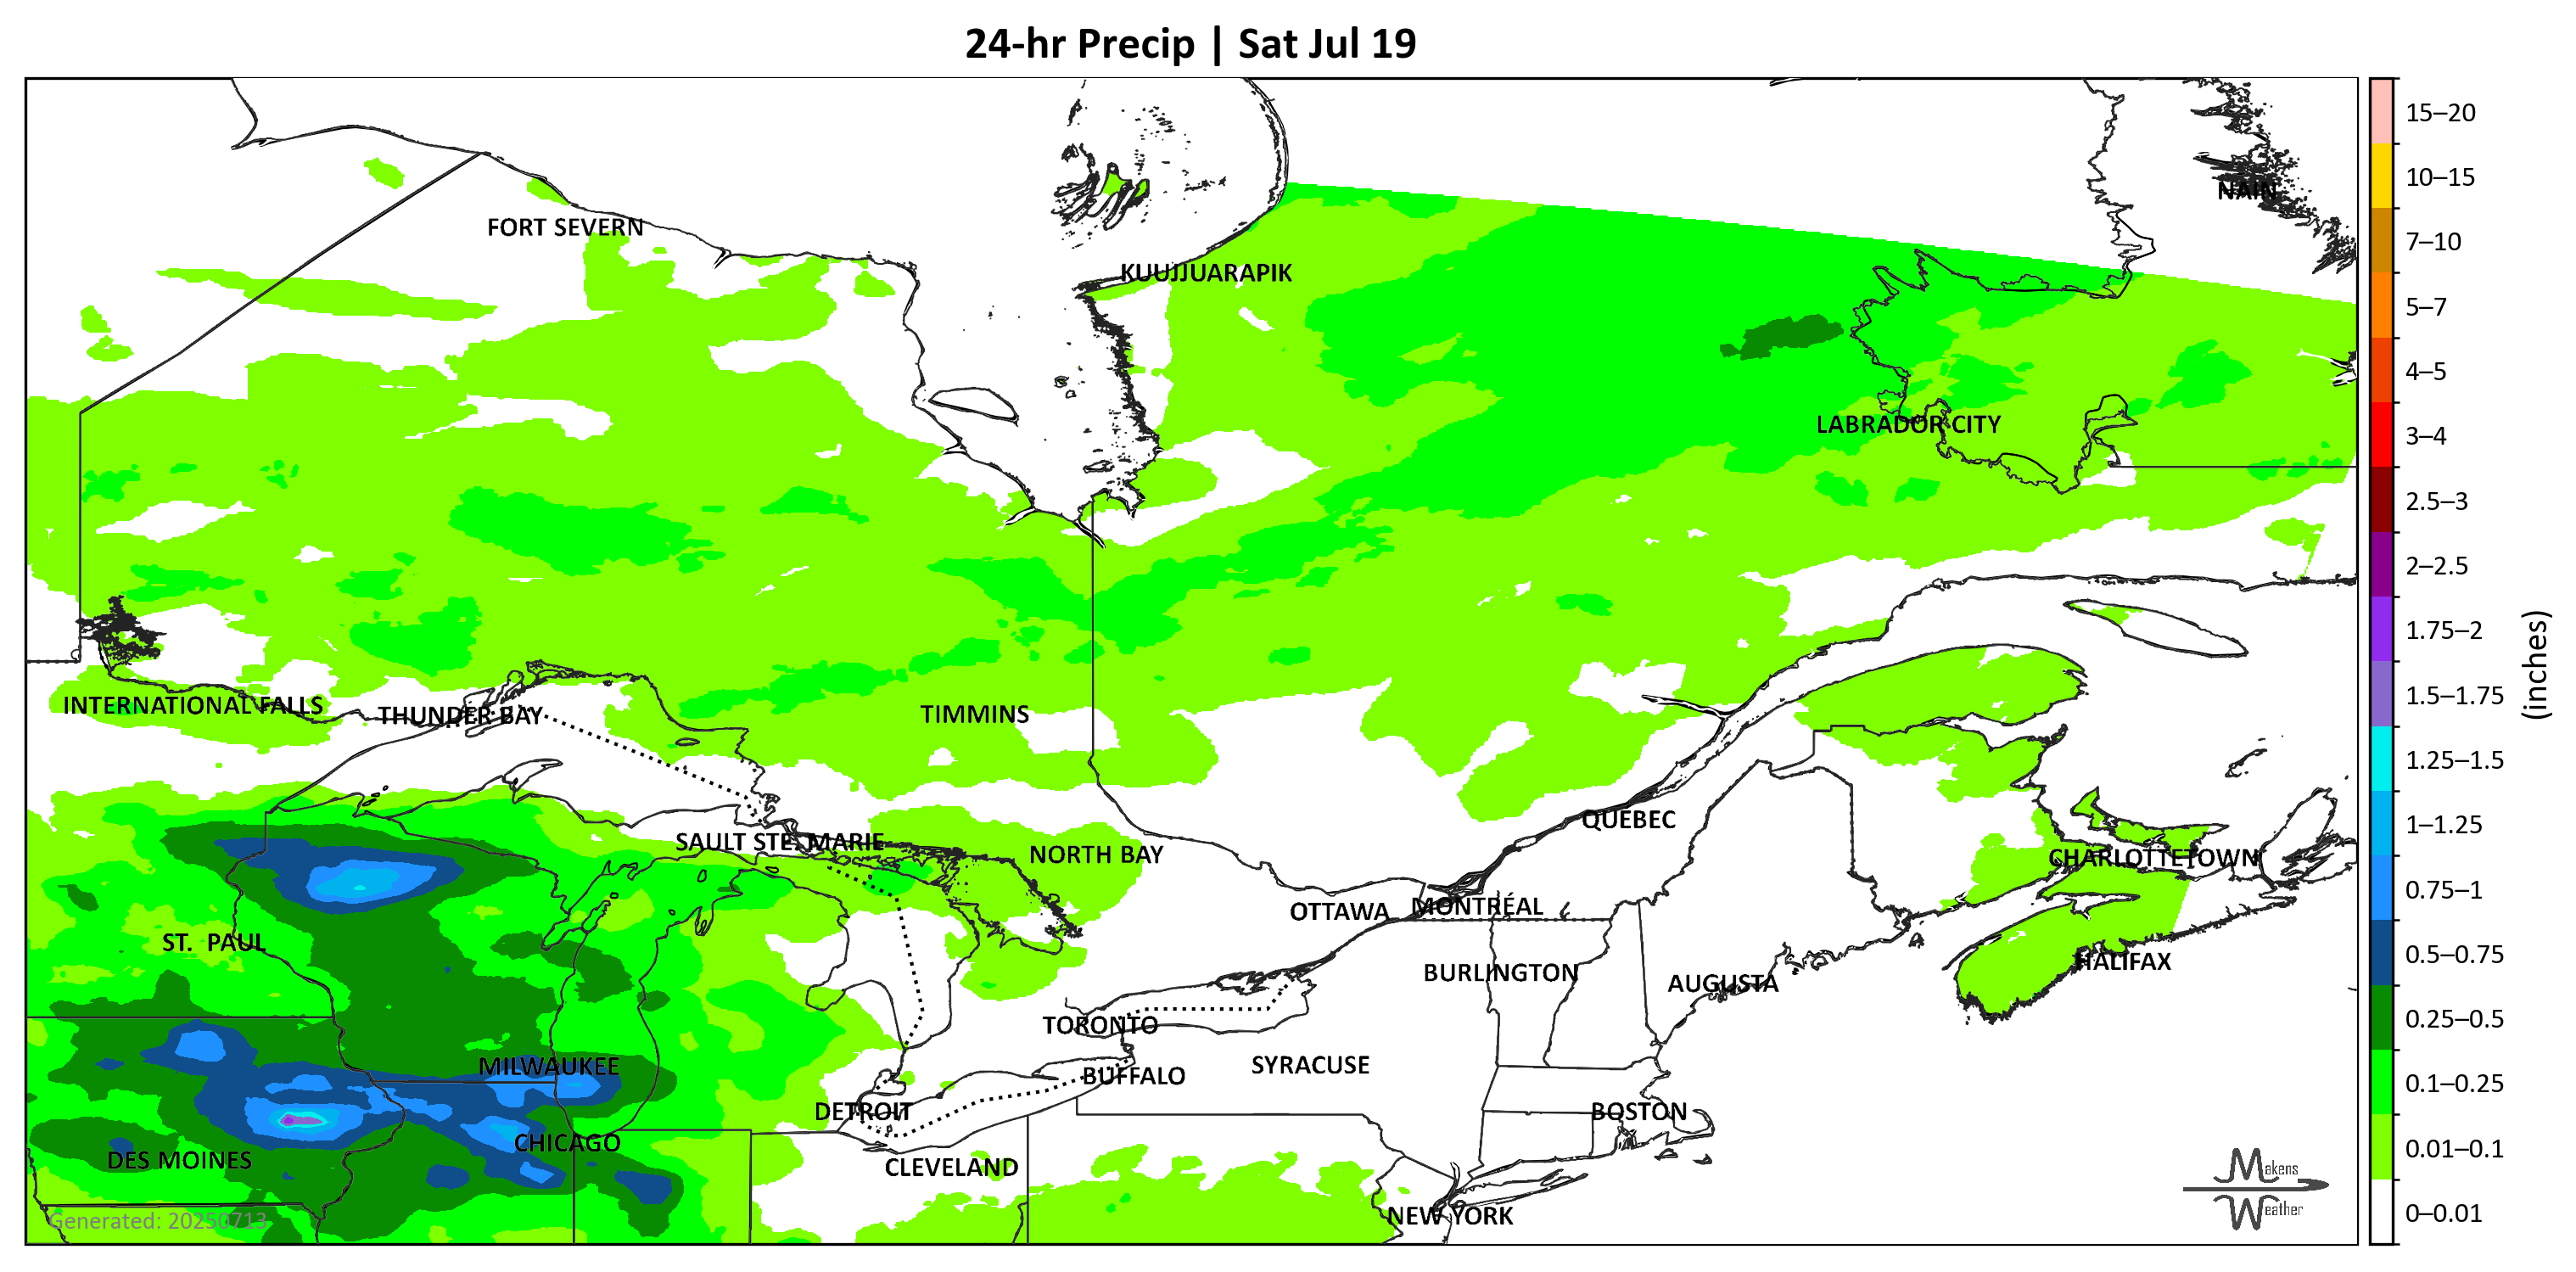 24-hr Precip | Sat Jul 19
NAIN
FORT SEVERN
KUUJJUARAPIK
LABRADOR CITY
INTERNATIONAL FALLS
THUNDER BAY
TIMMINS
QUÉBEC
SAULT STE. MARIE
NORTH BAY
CHARLOTTETOWN
OTTAWA
MONTRÉAL
ST. PAUL
HALIFAX
BURLINGTON
AUGUSTA
TORONTO
MILWAUKEE
SYRACUSE
BUFFALO
DETROIT
BOSTON
CHICAGO
DES MOINES
CLEVELAND
NEW YORK
Generated: 20250713
Makens
Weather
15–20
10–15
7–10
5–7
4–5
3–4
2.5–3
2–2.5
1.75–2
1.5–1.75
1.25–1.5
1–1.25
0.75–1
0.5–0.75
0.25–0.5
0.1–0.25
0.01–0.1
0–0.01
(inches)